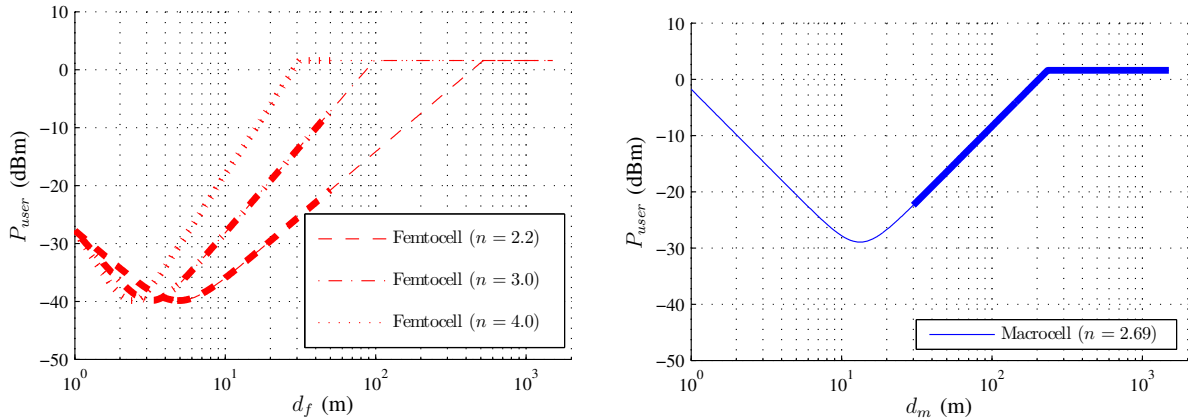 10
0
−10
−20
−30
−40
−50
P_user (dBm)
10^0
10^1
10^2
10^3
d_f (m)
Femtocell (n = 2.2)
Femtocell (n = 3.0)
Femtocell (n = 4.0)
10
0
−10
−20
−30
−40
−50
P_user (dBm)
10^0
10^1
10^2
10^3
d_m (m)
Macrocell (n = 2.69)